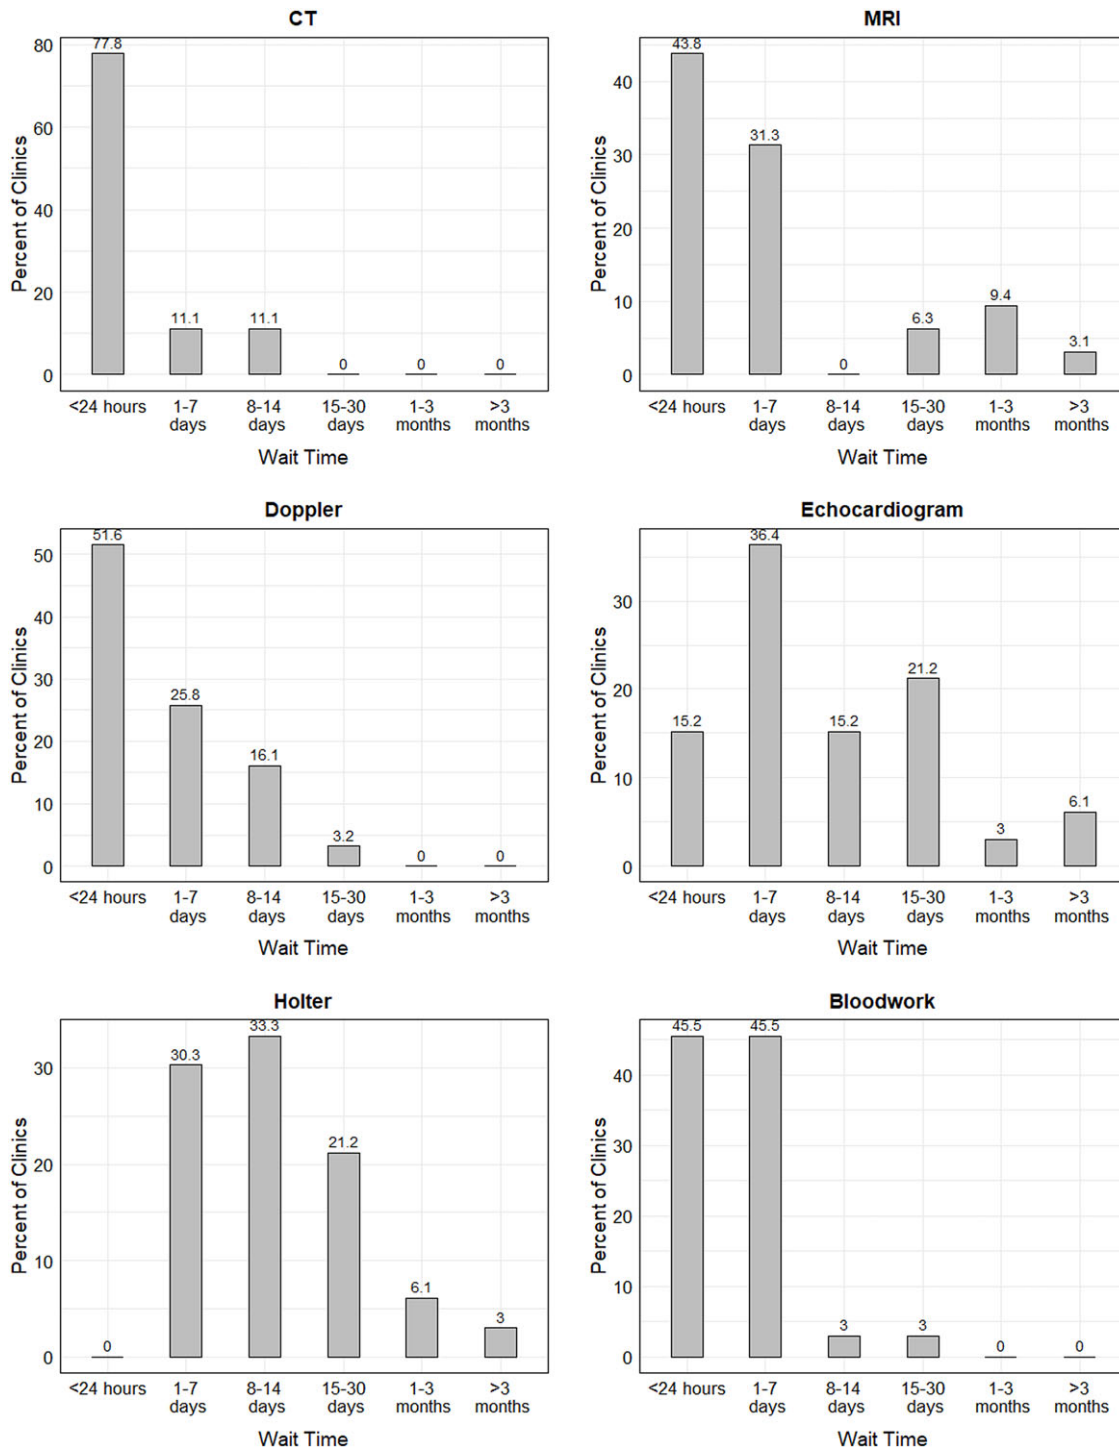 CT
Percent of Clinics
80
60
40
20
0
77.8
11.1
11.1
0
0
0
<24 hours
1-7
days
8-14
days
15-30
days
1-3
months
>3
months
Wait Time
MRI
Percent of Clinics
40
30
20
10
0
43.8
31.3
0
6.3
9.4
3.1
<24 hours
1-7
days
8-14
days
15-30
days
1-3
months
>3
months
Wait Time
Doppler
Percent of Clinics
50
40
30
20
10
0
51.6
25.8
16.1
3.2
0
0
<24 hours
1-7
days
8-14
days
15-30
days
1-3
months
>3
months
Wait Time
Echocardiogram
Percent of Clinics
30
20
10
0
15.2
36.4
15.2
21.2
3
6.1
<24 hours
1-7
days
8-14
days
15-30
days
1-3
months
>3
months
Wait Time
Holter
Percent of Clinics
30
20
10
0
0
30.3
33.3
21.2
6.1
3
<24 hours
1-7
days
8-14
days
15-30
days
1-3
months
>3
months
Wait Time
Bloodwork
Percent of Clinics
40
30
20
10
0
45.5
45.5
3
3
0
0
<24 hours
1-7
days
8-14
days
15-30
days
1-3
months
>3
months
Wait Time